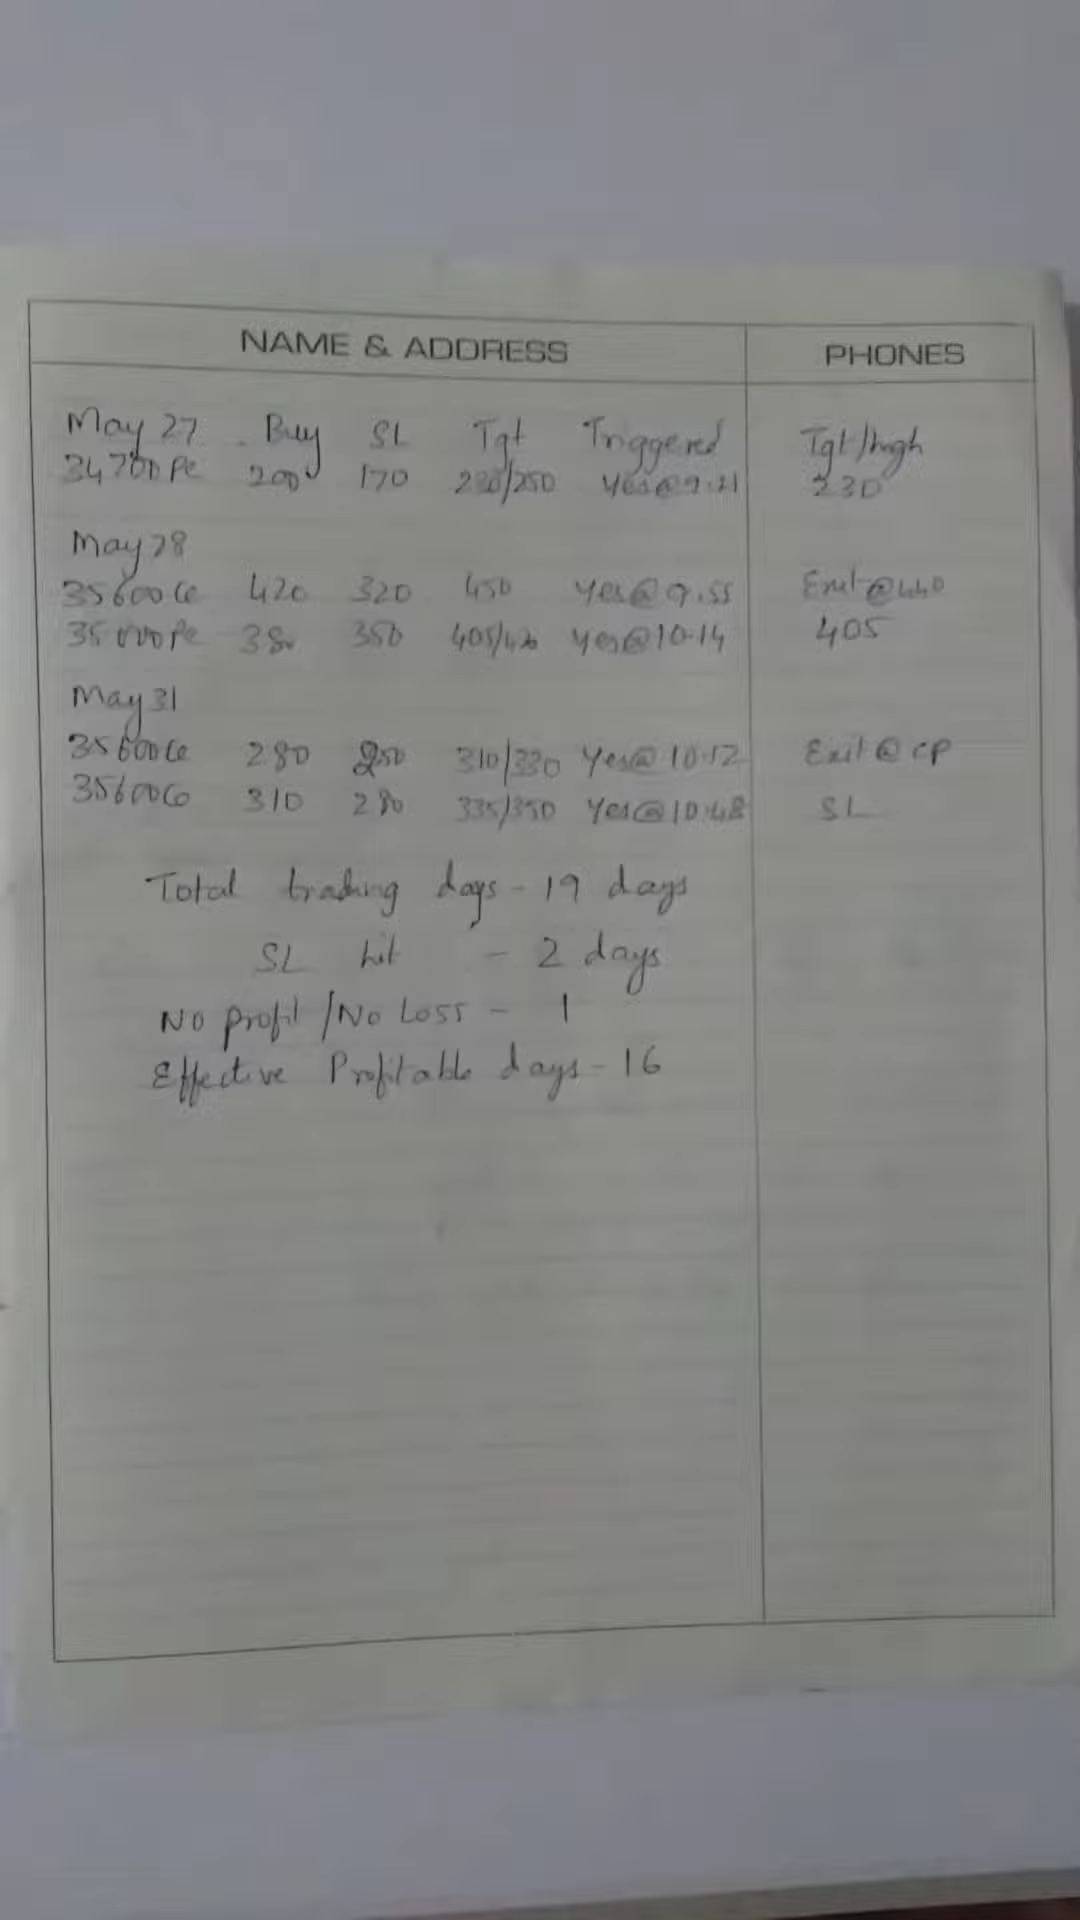 NAME & ADDRESS PHONES
May 27 - Buy SL Tgt Triggered Tgt/high
34700 Pe 200 170 230/250 Yes@9.21 230
May 28
35600 Ce 420 320 450 Yes@9.55 Exit@440
35000 Pe 380 350 405/420 Yes@10.14 405
May 31
35600 Ce 280 250 310/330 Yes@10.12 Exit@CP
35600 Ce 310 280 335/350 Yes@10.48 SL
Total trading days - 19 days
SL hit - 2 days
No profit/No Loss - 1
Effective Profitable days - 16